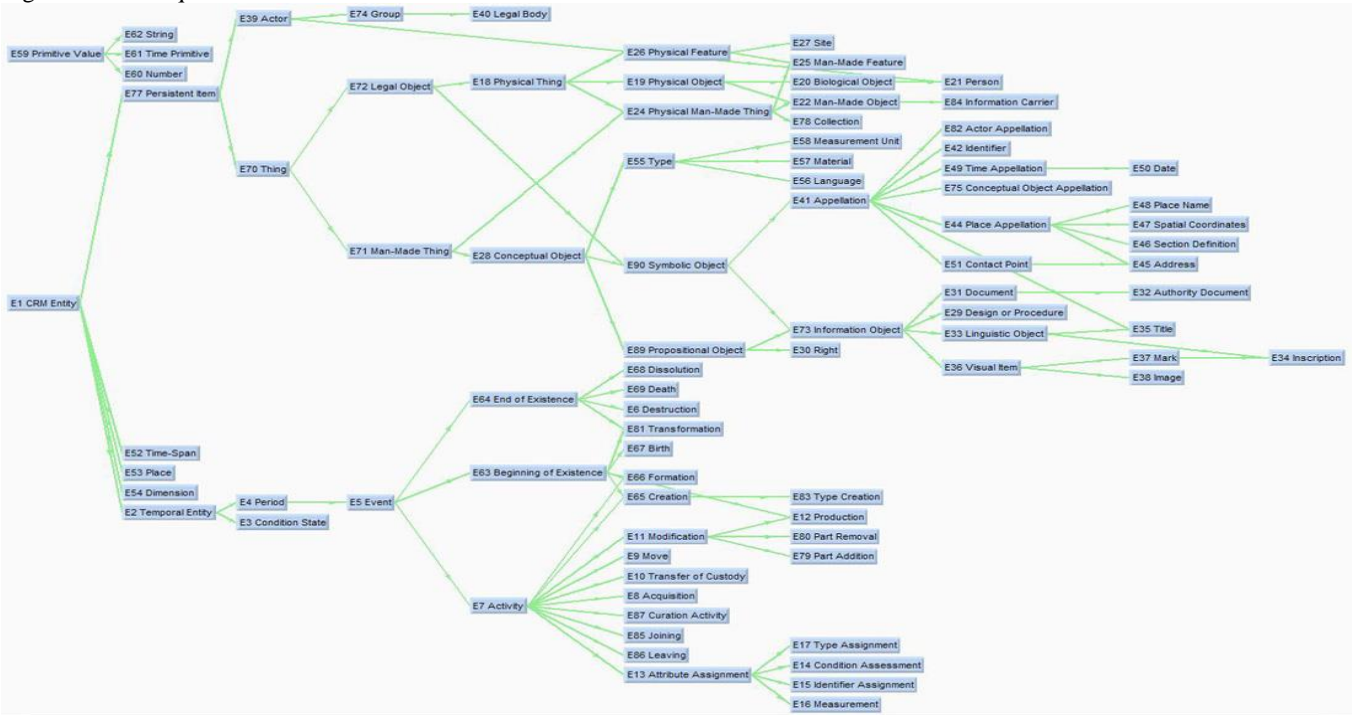 E39 Actor
E74 Group
E40 Legal Body
E59 Primitive Value
E62 String
E61 Time Primitive
E60 Number
E77 Persistent Item
E26 Physical Feature
E27 Site
E25 Man-Made Feature
E72 Legal Object
E18 Physical Thing
E19 Physical Object
E20 Biological Object
E21 Person
E22 Man-Made Object
E84 Information Carrier
E24 Physical Man-Made Thing
E78 Collection
E70 Thing
E55 Type
E58 Measurement Unit
E57 Material
E56 Language
E82 Actor Appellation
E42 Identifier
E49 Time Appellation
E50 Date
E75 Conceptual Object Appellation
E41 Appellation
E44 Place Appellation
E48 Place Name
E47 Spatial Coordinates
E46 Section Definition
E71 Man-Made Thing
E28 Conceptual Object
E90 Symbolic Object
E51 Contact Point
E45 Address
E1 CRM Entity
E31 Document
E32 Authority Document
E29 Design or Procedure
E73 Information Object
E33 Linguistic Object
E35 Title
E89 Propositional Object
E30 Right
E36 Visual Item
E37 Mark
E34 Inscription
E38 Image
E64 End of Existence
E68 Dissolution
E69 Death
E6 Destruction
E81 Transformation
E67 Birth
E52 Time-Span
E53 Place
E54 Dimension
E2 Temporal Entity
E4 Period
E3 Condition State
E5 Event
E63 Beginning of Existence
E66 Formation
E65 Creation
E83 Type Creation
E12 Production
E11 Modification
E80 Part Removal
E79 Part Addition
E9 Move
E10 Transfer of Custody
E7 Activity
E8 Acquisition
E87 Curation Activity
E85 Joining
E86 Leaving
E13 Attribute Assignment
E17 Type Assignment
E14 Condition Assessment
E15 Identifier Assignment
E16 Measurement